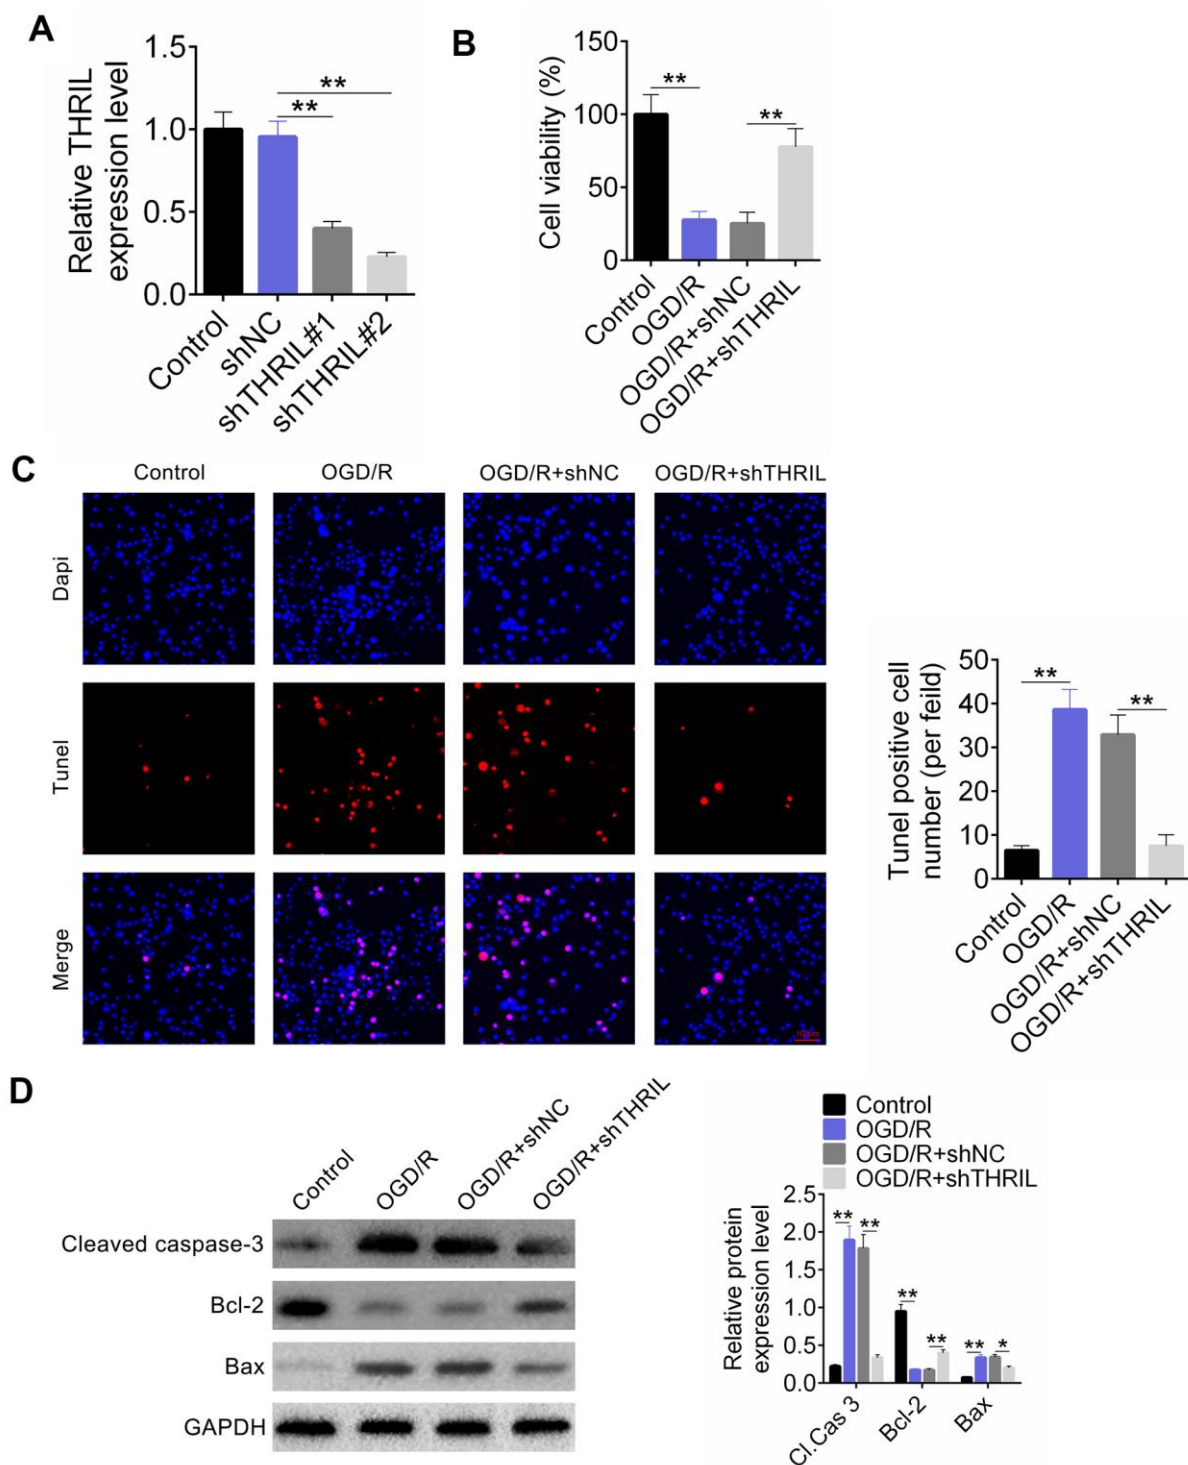 A
Relative THRIL
expression level
1.5
1.0
0.5
0.0
**
**
Control
shNC
shTHRIL#1
shTHRIL#2
B
Cell viability (%)
150
100
50
0
**
**
Control
OGD/R
OGD/R+shNC
OGD/R+shTHRIL
C
Control
OGD/R
OGD/R+shNC
OGD/R+shTHRIL
Dapi
Tunel
Merge
Tunel positive cell
number (per feild)
50
40
30
20
10
0
**
**
Control
OGD/R
OGD/R+shNC
OGD/R+shTHRIL
D
Control
OGD/R
OGD/R+shNC
OGD/R+shTHRIL
Cleaved caspase-3
Bcl-2
Bax
GAPDH
Control
OGD/R
OGD/R+shNC
OGD/R+shTHRIL
Relative protein
expression level
2.5
2.0
1.5
1.0
0.5
0.0
**
**
**
**
**
*
Cl.Cas 3
Bcl-2
Bax